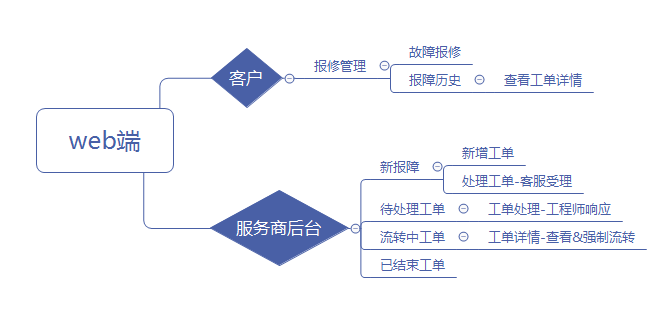 web端
客户
报修管理
故障报修
报障历史
查看工单详情
服务商后台
新报障
新增工单
处理工单-客服受理
待处理工单
工单处理-工程师响应
流转中工单
工单详情-查看&强制流转
已结束工单